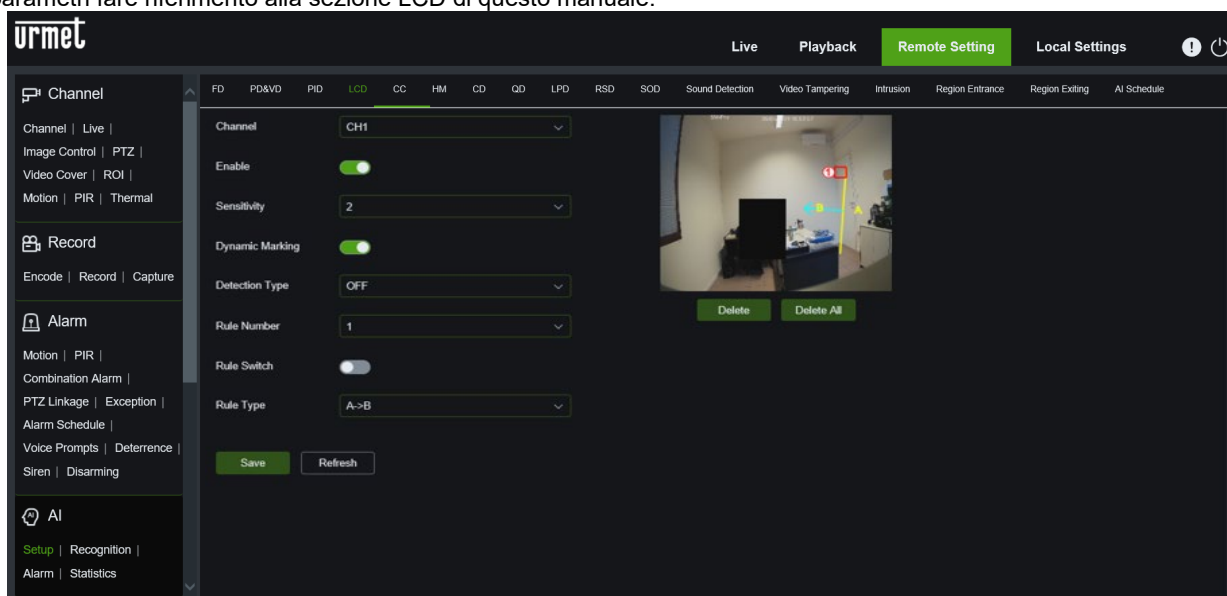 parametri fare riferimento alla sezione LCD di questo manuale.
urmet
Live Playback Remote Setting Local Settings
Channel
Channel | Live |
Image Control | PTZ |
Video Cover | ROI |
Motion | PIR | Thermal
Record
Encode | Record | Capture
Alarm
Motion | PIR |
Combination Alarm |
PTZ Linkage | Exception |
Alarm Schedule |
Voice Prompts | Deterrence |
Siren | Disarming
AI
Setup | Recognition |
Alarm | Statistics
FD PD&VD PID LCD CC HM CD QD LPD RSD SOD Sound Detection Video Tampering Intrusion Region Entrance Region Exiting AI Schedule
Channel CH1
Enable
Sensitivity 2
Dynamic Marking
Detection Type OFF
Rule Number 1
Rule Switch
Rule Type A->B
Save Refresh
1
B A
Delete Delete All